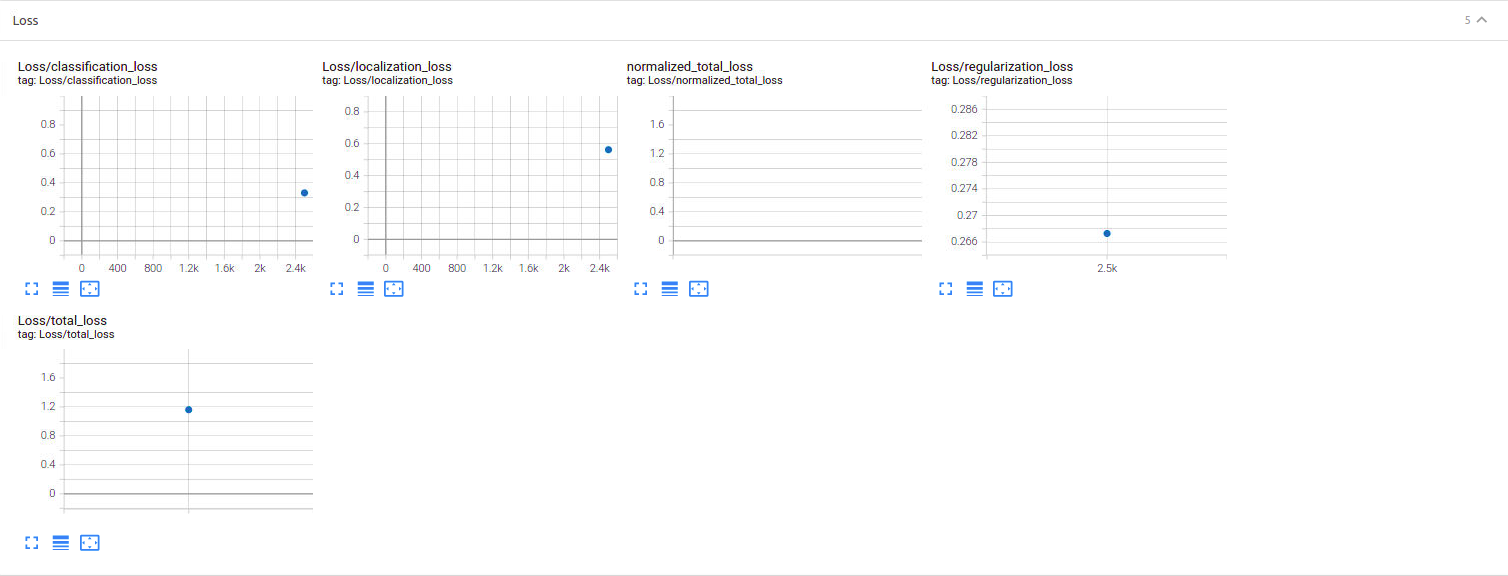 Loss
5
Loss/classification_loss
tag: Loss/classification_loss
0.8
0.6
0.4
0.2
0
0 400 800 1.2k 1.6k 2k 2.4k
Loss/localization_loss
tag: Loss/localization_loss
0.8
0.6
0.4
0.2
0
0 400 800 1.2k 1.6k 2k 2.4k
normalized_total_loss
tag: Loss/normalized_total_loss
1.6
1.2
0.8
0.4
0
Loss/regularization_loss
tag: Loss/regularization_loss
0.286
0.282
0.278
0.274
0.27
0.266
2.5k
Loss/total_loss
tag: Loss/total_loss
1.6
1.2
0.8
0.4
0